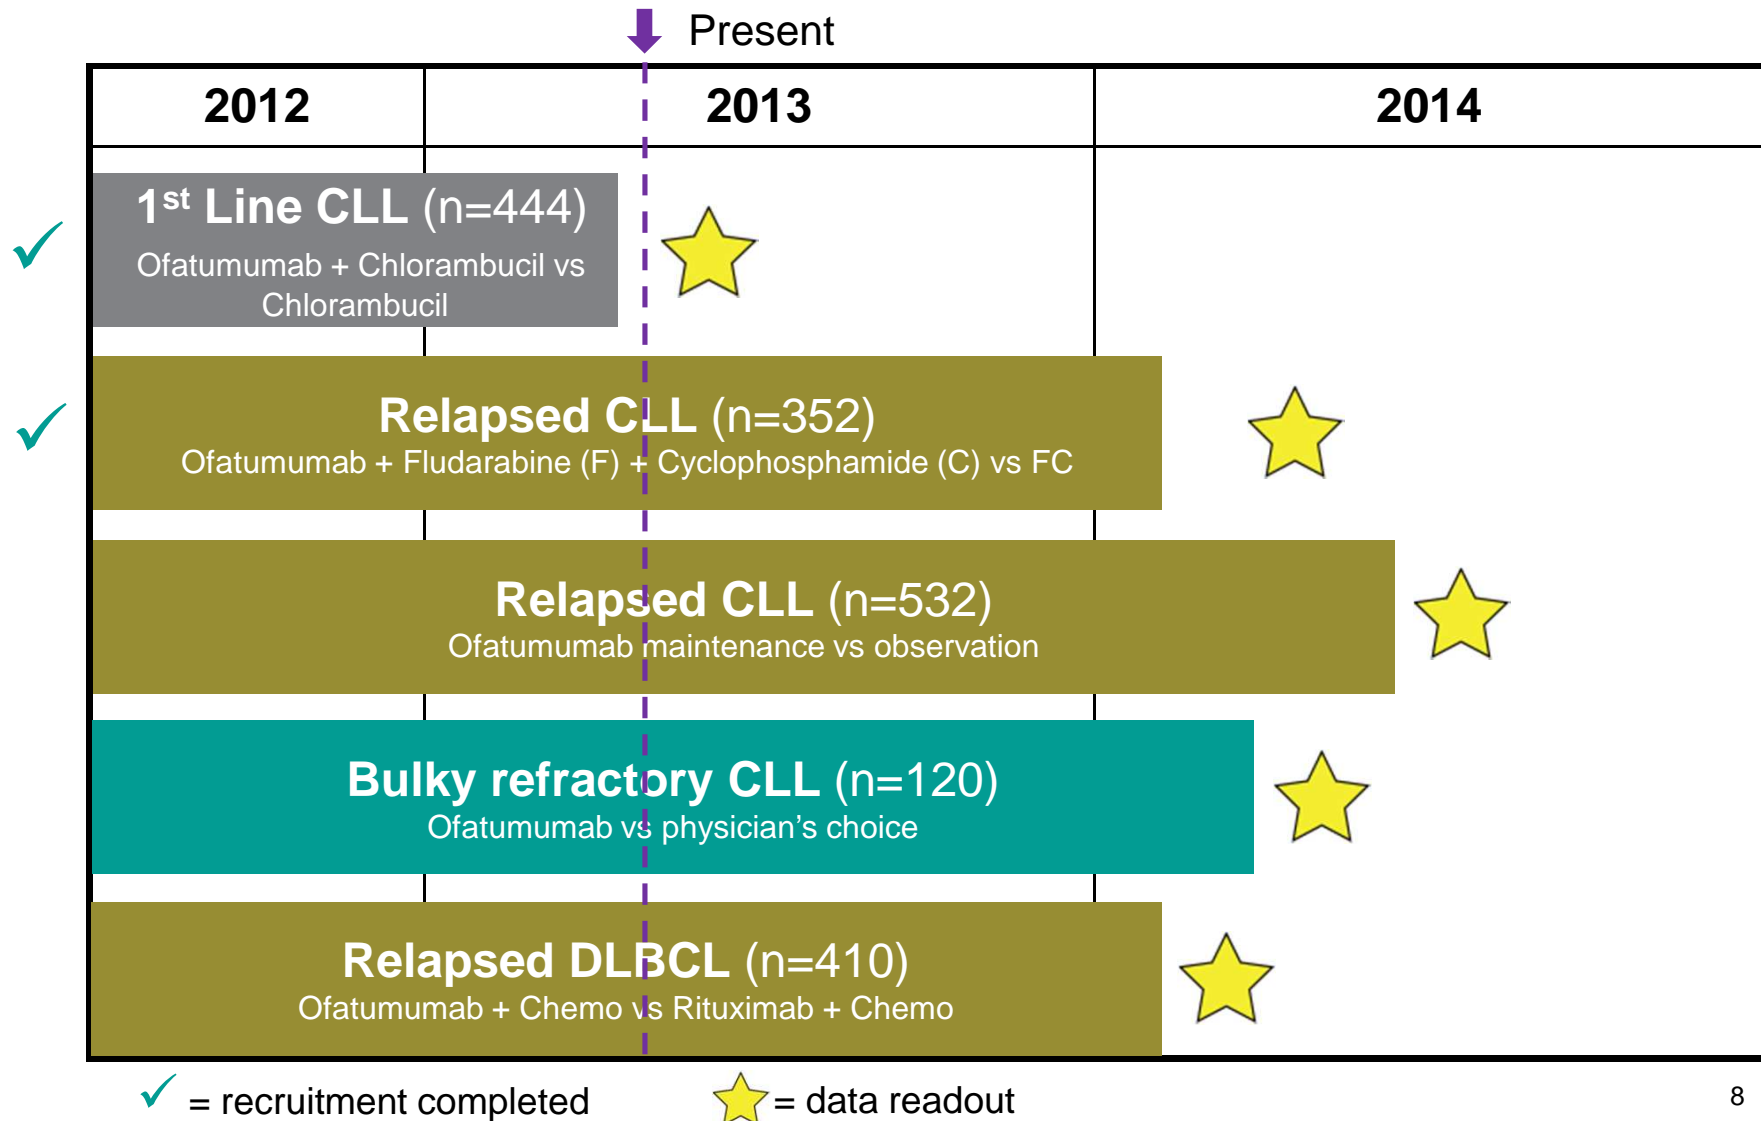 Present
2012
2013
2014
1st Line CLL (n=444)
Ofatumumab + Chlorambucil vs
Chlorambucil
Relapsed CLL (n=352)
Ofatumumab + Fludarabine (F) + Cyclophosphamide (C) vs FC
Relapsed CLL (n=532)
Ofatumumab maintenance vs observation
Bulky refractory CLL (n=120)
Ofatumumab vs physician’s choice
Relapsed DLBCL (n=410)
Ofatumumab + Chemo vs Rituximab + Chemo
= recruitment completed
= data readout
8